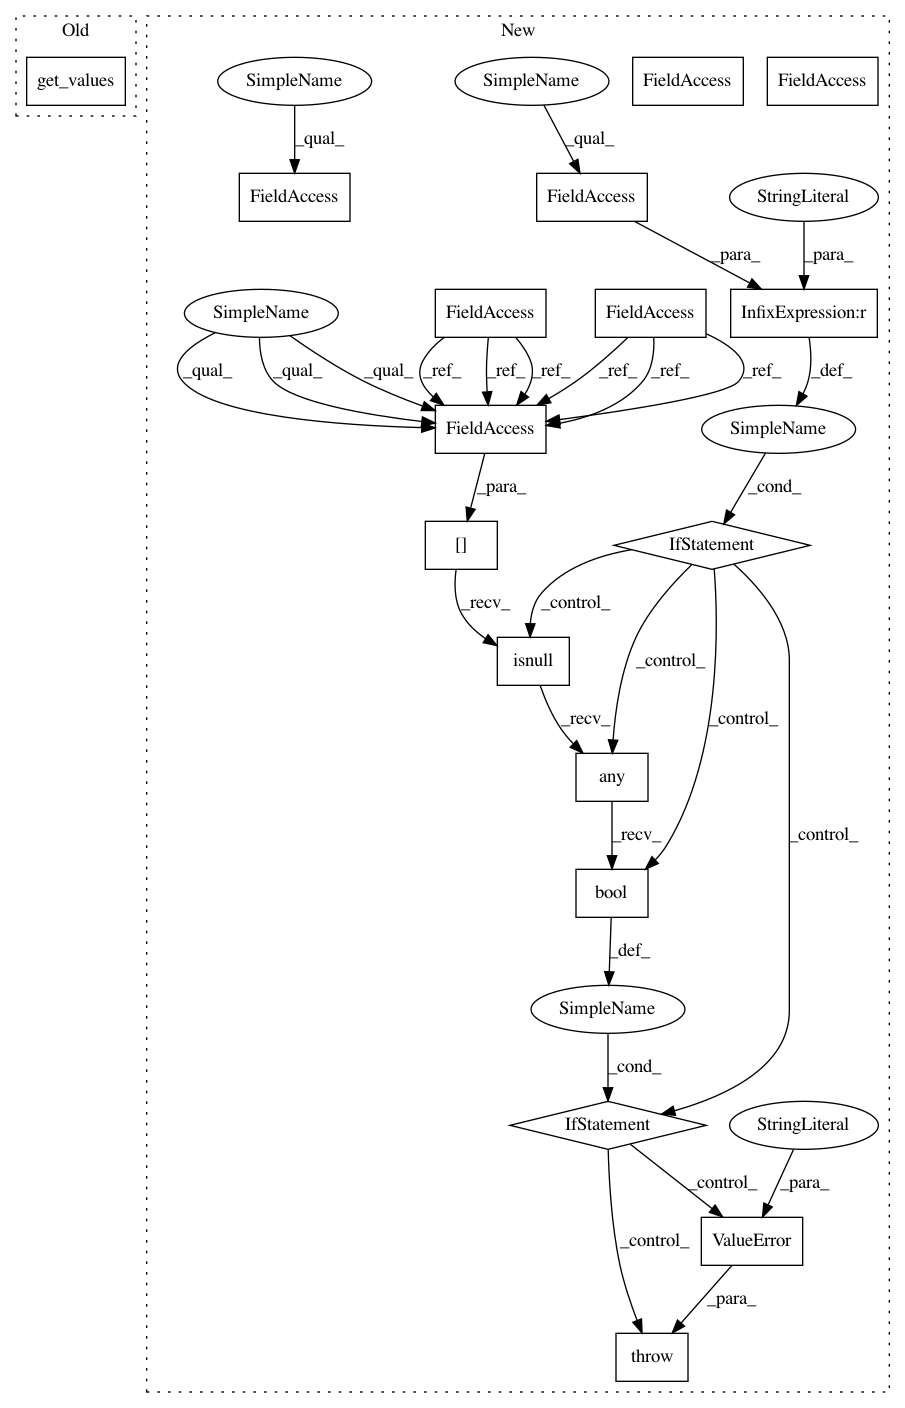 Old
New
get_values
SimpleName
SimpleName
FieldAccess
FieldAccess
_qual_
_qual_
FieldAccess
FieldAccess
StringLiteral
_para_
_para_
SimpleName
FieldAccess
FieldAccess
InfixExpression:r
_qual_
_qual_
_qual_
_ref_
_ref_
_ref_
_ref_
_ref_
_ref_
_def_
FieldAccess
SimpleName
_para_
_cond_
[]
IfStatement
_recv_
_control_
isnull
_control_
_recv_
_control_
any
_recv_
_control_
bool
_def_
SimpleName
_cond_
IfStatement
StringLiteral
_control_
_para_
ValueError
_control_
_para_
throw